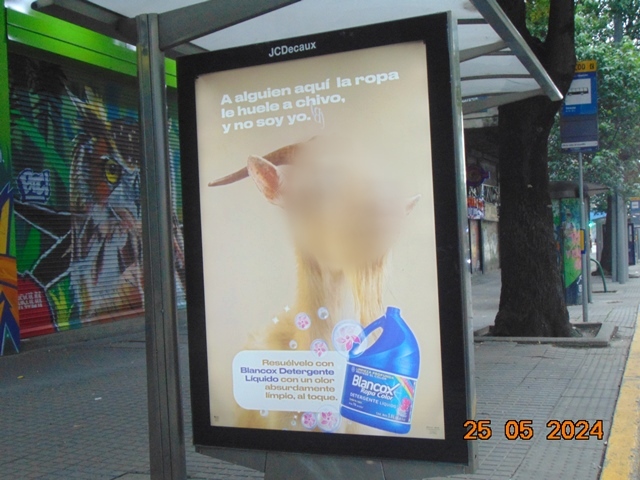 JCDecaux
A alguien aquí la ropa
le huele a chivo,
y no soy yo.
Resuélvelo con
Blancox Detergente
Líquido con un olor
absurdamente
limpio, al toque.
Blancox
Ropa Color
DETERGENTE LÍQUIDO
25 05 2024